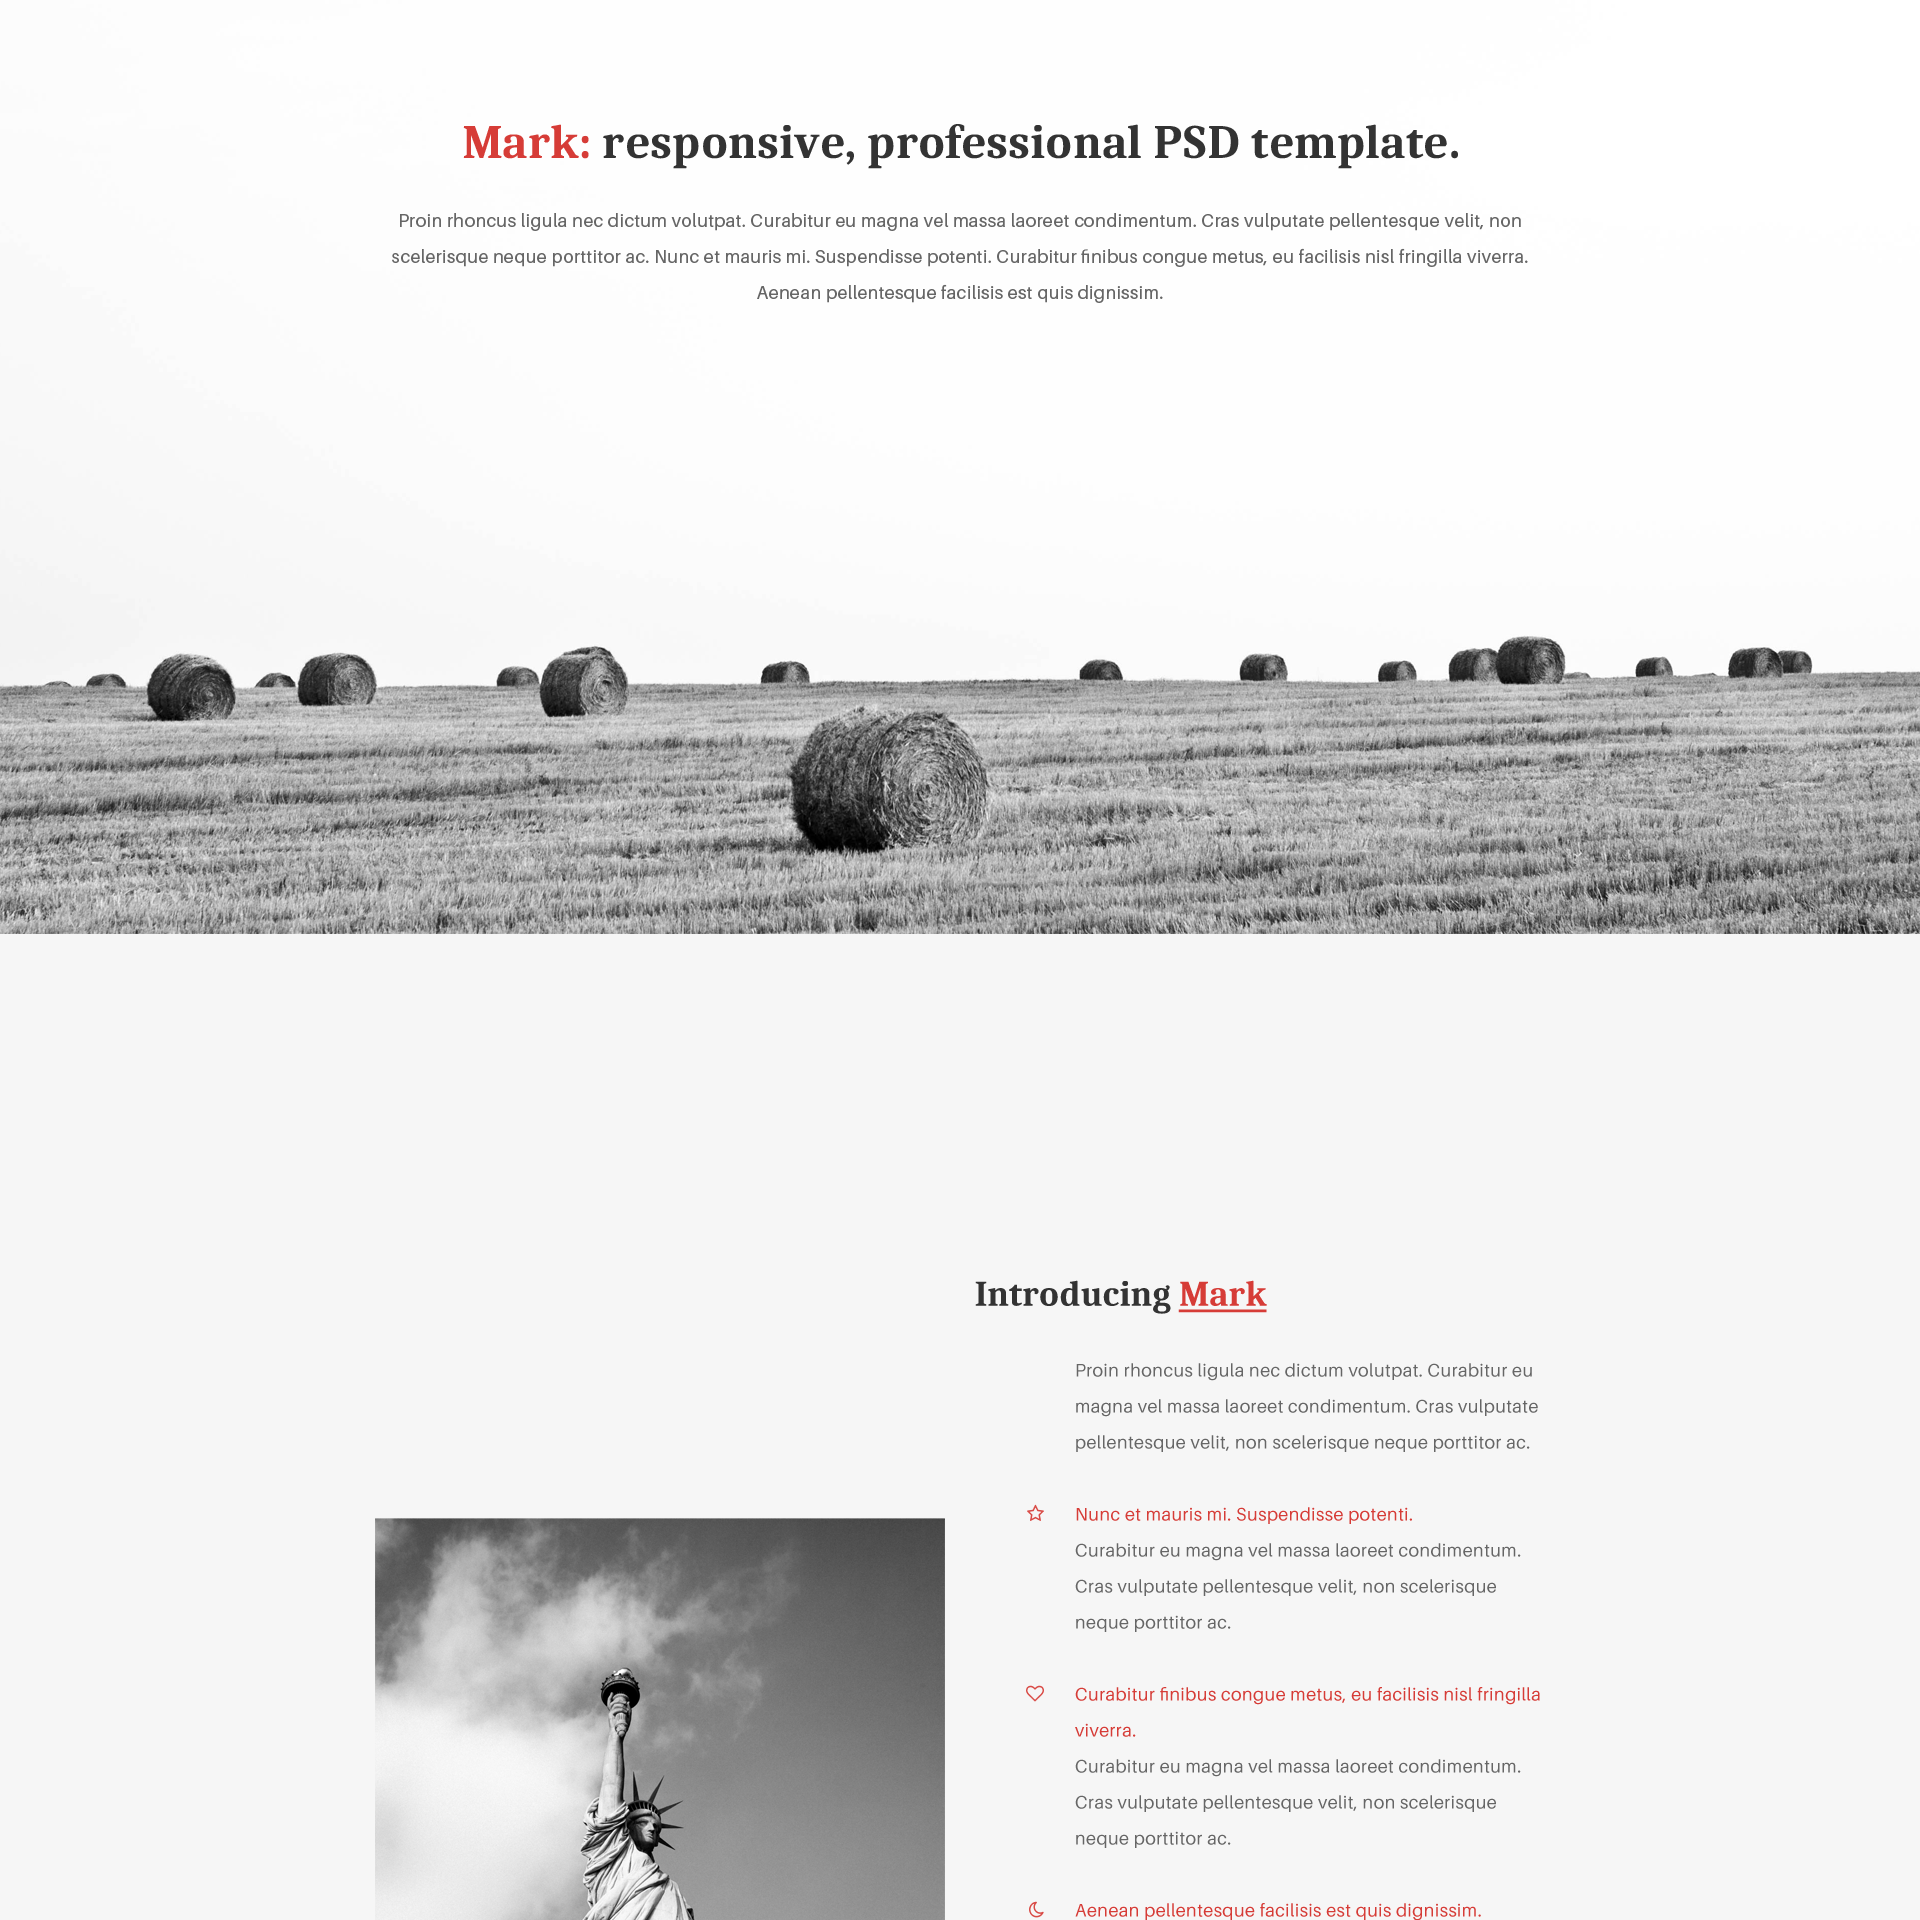 Mark: responsive, professional PSD template.
Proin rhoncus ligula nec dictum volutpat. Curabitur eu magna vel massa laoreet condimentum. Cras vulputate pellentesque velit, non
scelerisque neque porttitor ac. Nunc et mauris mi. Suspendisse potenti. Curabitur finibus congue metus, eu facilisis nisl fringilla viverra.
Aenean pellentesque facilisis est quis dignissim.
Introducing Mark
Proin rhoncus ligula nec dictum volutpat. Curabitur eu
magna vel massa laoreet condimentum. Cras vulputate
pellentesque velit, non scelerisque neque porttitor ac.
Nunc et mauris mi. Suspendisse potenti.
Curabitur eu magna vel massa laoreet condimentum.
Cras vulputate pellentesque velit, non scelerisque
neque porttitor ac.
Curabitur finibus congue metus, eu facilisis nisl fringilla
viverra.
Curabitur eu magna vel massa laoreet condimentum.
Cras vulputate pellentesque velit, non scelerisque
neque porttitor ac.
Aenean pellentesque facilisis est quis dignissim.